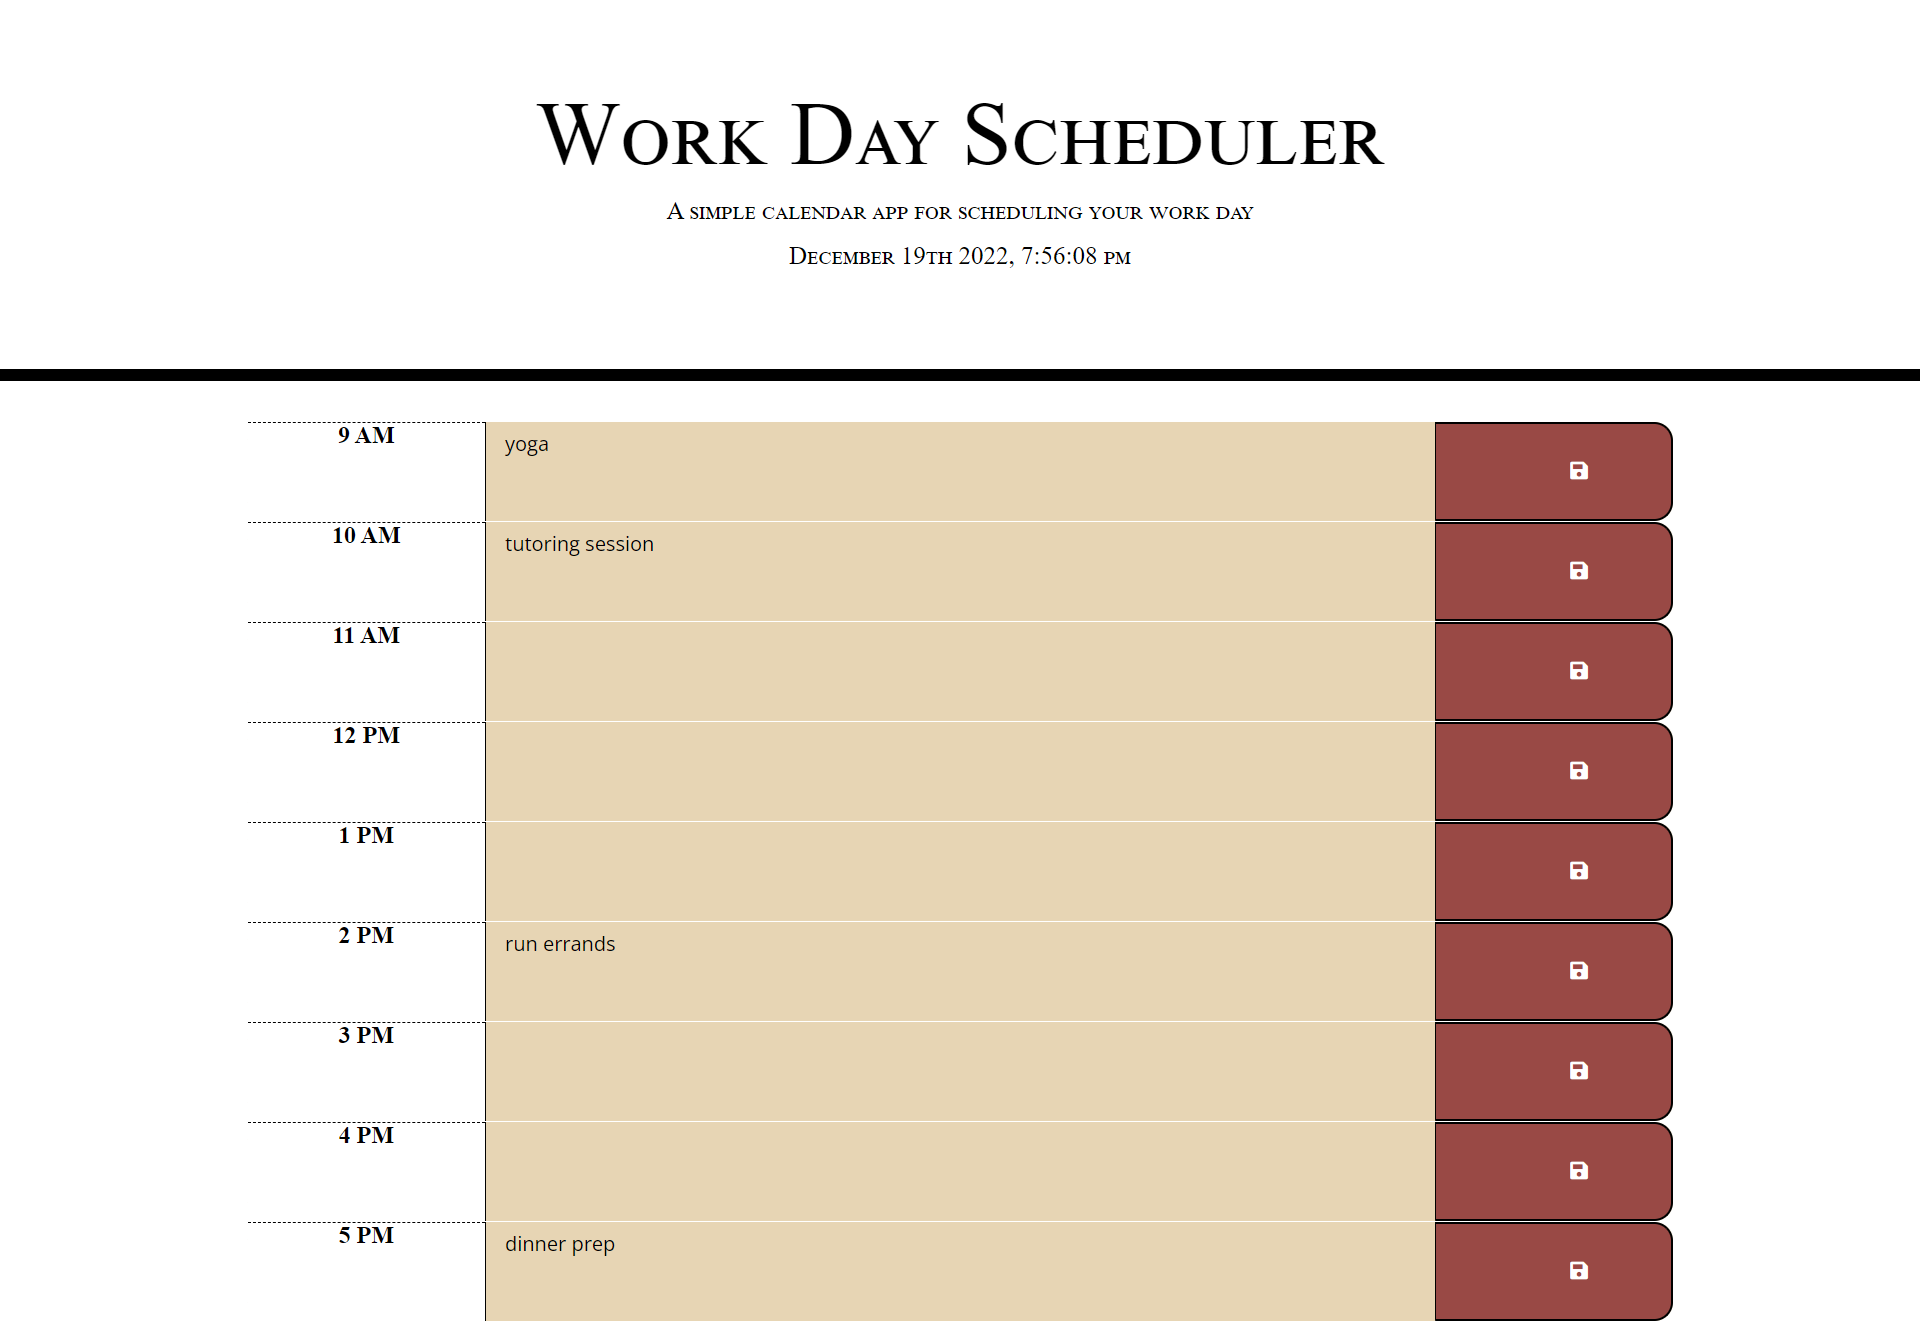 Work Day Scheduler
A simple calendar app for scheduling your work day
December 19th 2022, 7:56:08 pm
9 AM
yoga
10 AM
tutoring session
11 AM
12 PM
1 PM
2 PM
run errands
3 PM
4 PM
5 PM
dinner prep